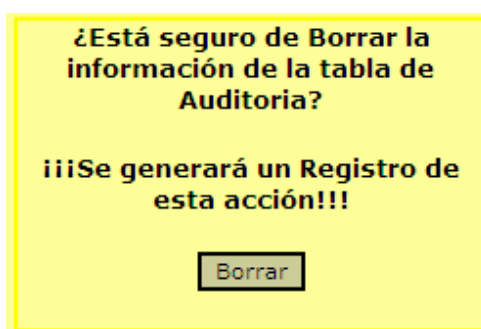 ¿Está seguro de Borrar la
información de la tabla de
Auditoria?
¡¡¡Se generará un Registro de
esta acción!!!
Borrar